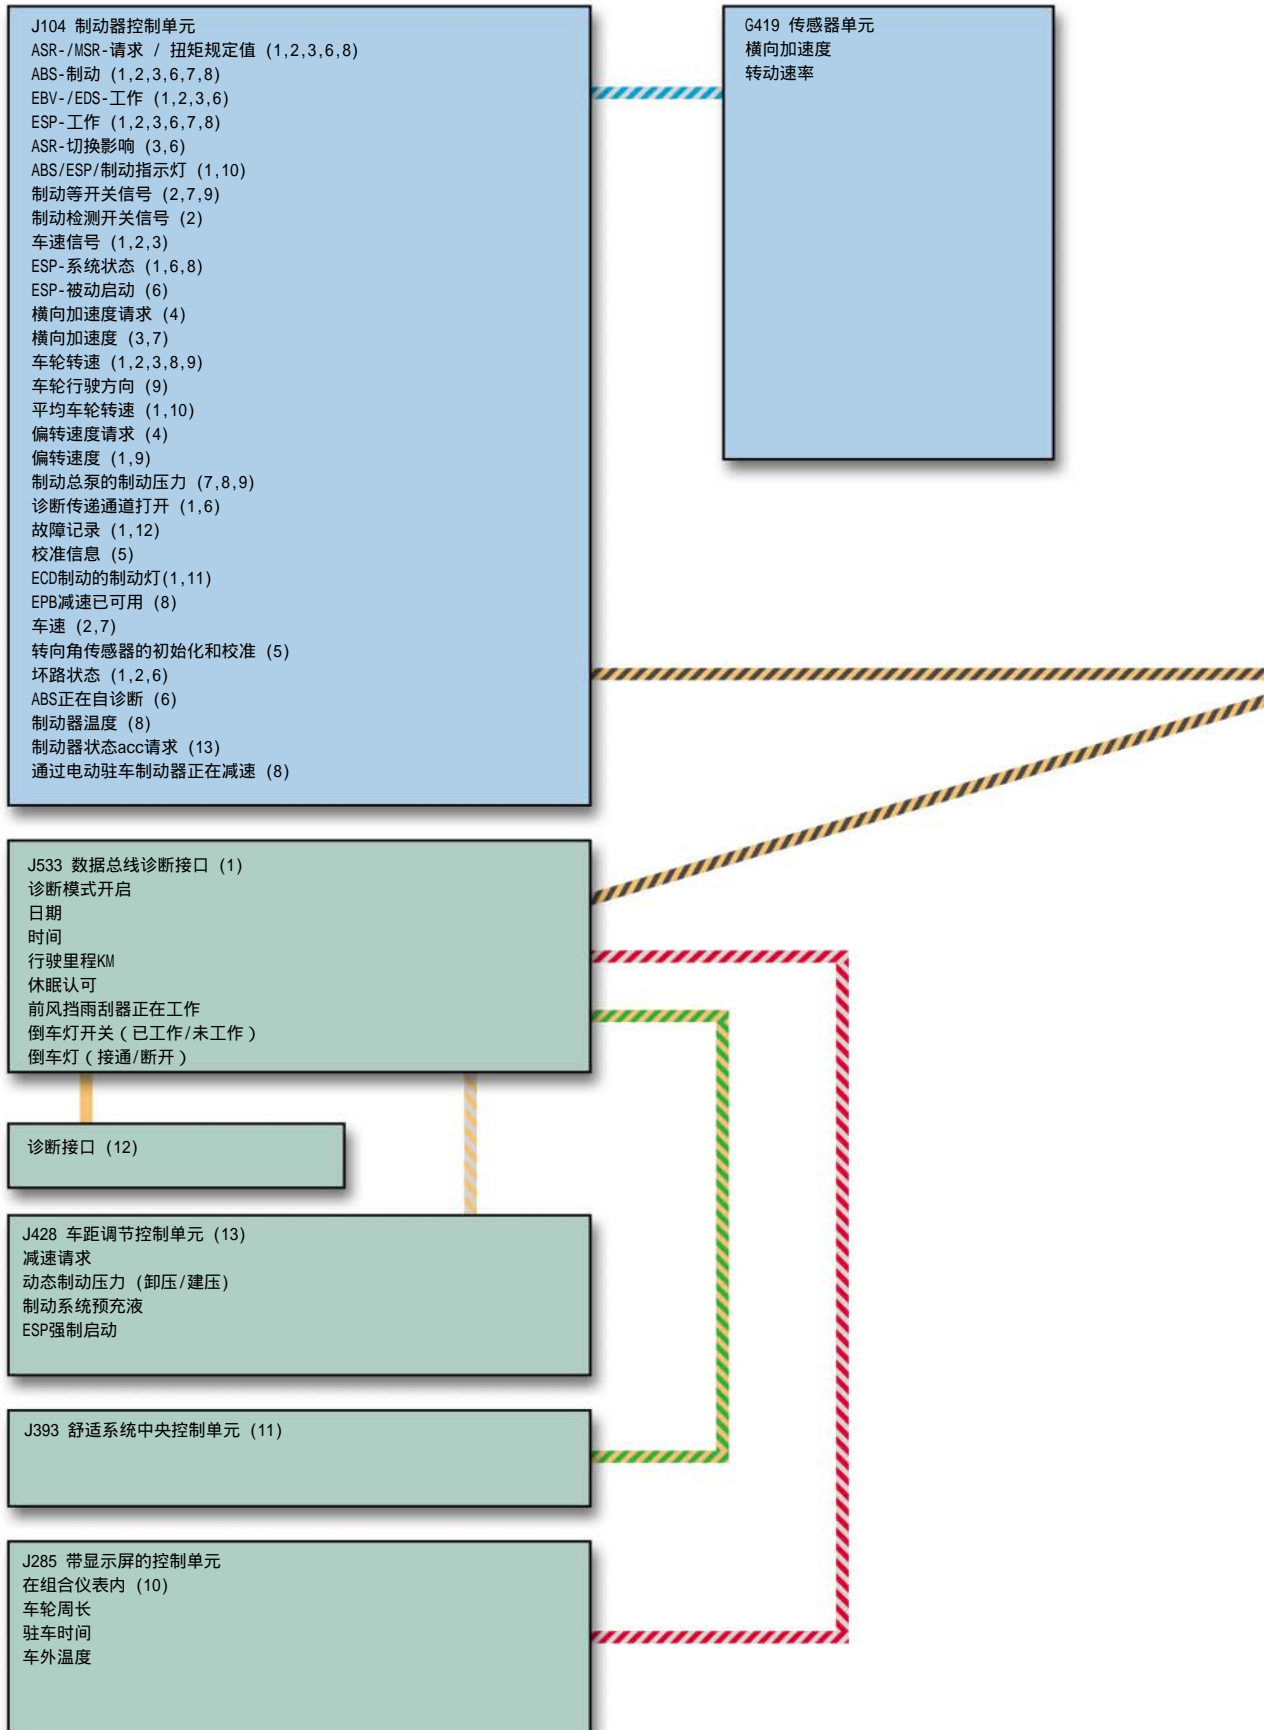 J104 制动器控制单元
ASR-/MSR-请求 / 扭矩规定值 (1,2,3,6,8)
ABS-制动 (1,2,3,6,7,8)
EBV-/EDS-工作 (1,2,3,6)
ESP-工作 (1,2,3,6,7,8)
ASR-切换影响 (3,6)
ABS/ESP/制动指示灯 (1,10)
制动等开关信号 (2,7,9)
制动检测开关信号 (2)
车速信号 (1,2,3)
ESP-系统状态 (1,6,8)
ESP-被动启动 (6)
横向加速度请求 (4)
横向加速度 (3,7)
车轮转速 (1,2,3,8,9)
车轮行驶方向 (9)
平均车轮转速 (1,10)
偏转速度请求 (4)
偏转速度 (1,9)
制动总泵的制动压力 (7,8,9)
诊断传递通道打开 (1,6)
故障记录 (1,12)
校准信息 (5)
ECD制动的制动灯(1,11)
EPB减速已可用 (8)
车速 (2,7)
转向角传感器的初始化和校准 (5)
坏路状态 (1,2,6)
ABS正在自诊断 (6)
制动器温度 (8)
制动器状态acc请求 (13)
通过电动驻车制动器正在减速 (8)
G419 传感器单元
横向加速度
转动速率
J533 数据总线诊断接口 (1)
诊断模式开启
日期
时间
行驶里程KM
休眠认可
前风挡雨刮器正在工作
倒车灯开关（已工作/未工作）
倒车灯（接通/断开）
诊断接口 (12)
J428 车距调节控制单元 (13)
减速请求
动态制动压力 (卸压/建压)
制动系统预充液
ESP强制启动
J393 舒适系统中央控制单元 (11)
J285 带显示屏的控制单元
在组合仪表内 (10)
车轮周长
驻车时间
车外温度